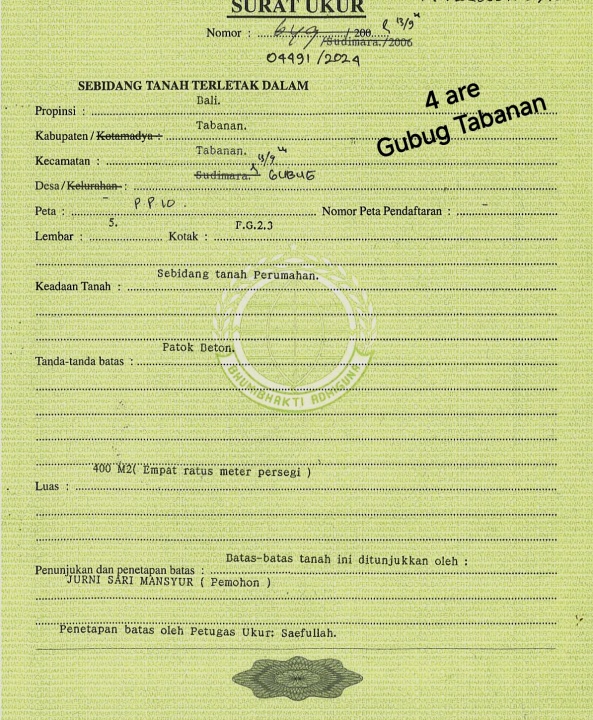 SURAT UKUR
Nomor : 649 / 200 13/9
/Sudimara./2006
04491/2024
SEBIDANG TANAH TERLETAK DALAM
4 are
Gubug Tabanan
Propinsi : Bali.
Kabupaten / Kotamadya : Tabanan.
Kecamatan : Tabanan. 13/9
Desa/Kelurahan : Sudimara. GUBUG
Peta : - PP.10. Nomor Peta Pendaftaran : -
Lembar : 5. Kotak : F.G.2.3
Keadaan Tanah : Sebidang tanah Perumahan.
Tanda-tanda batas : Patok Beton.
BHUMIBHAKTI ADHIGUNA
Luas : 400 M2( Empat ratus meter persegi )
Penunjukan dan penetapan batas : Batas-batas tanah ini ditunjukkan oleh :
JURNI SARI MANSYUR ( Pemohon )
Penetapan batas oleh Petugas Ukur: Saefullah.